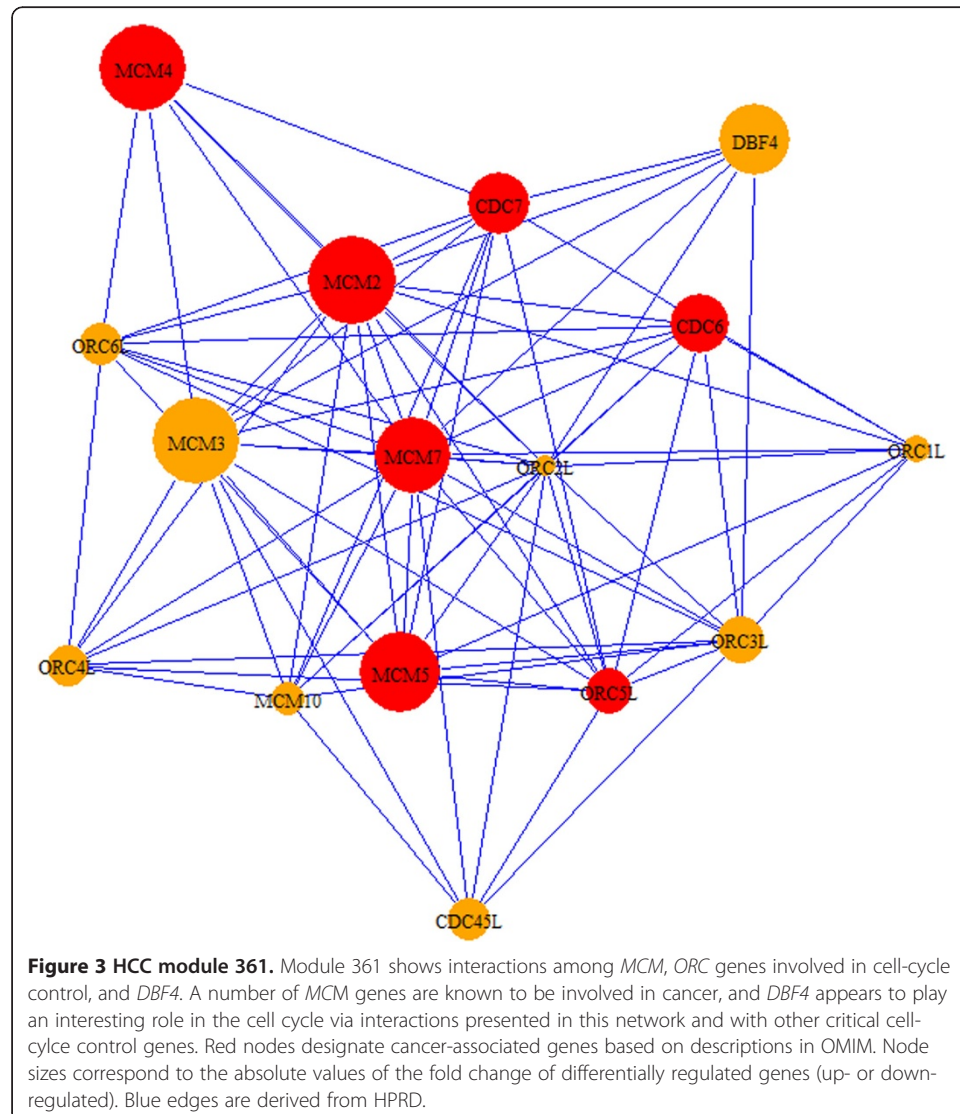 MCM4
DBF4
CDC7
MCM2
CDC6
ORC6L
MCM3
MCM7
ORC2L
ORC1L
ORC3L
ORC4L
MCM5
ORC5L
MCM10
CDC45L
Figure 3 HCC module 361. Module 361 shows interactions among MCM, ORC genes involved in cell-cycle
control, and DBF4. A number of MCM genes are known to be involved in cancer, and DBF4 appears to play
an interesting role in the cell cycle via interactions presented in this network and with other critical cell-
cylce control genes. Red nodes designate cancer-associated genes based on descriptions in OMIM. Node
sizes correspond to the absolute values of the fold change of differentially regulated genes (up- or down-
regulated). Blue edges are derived from HPRD.